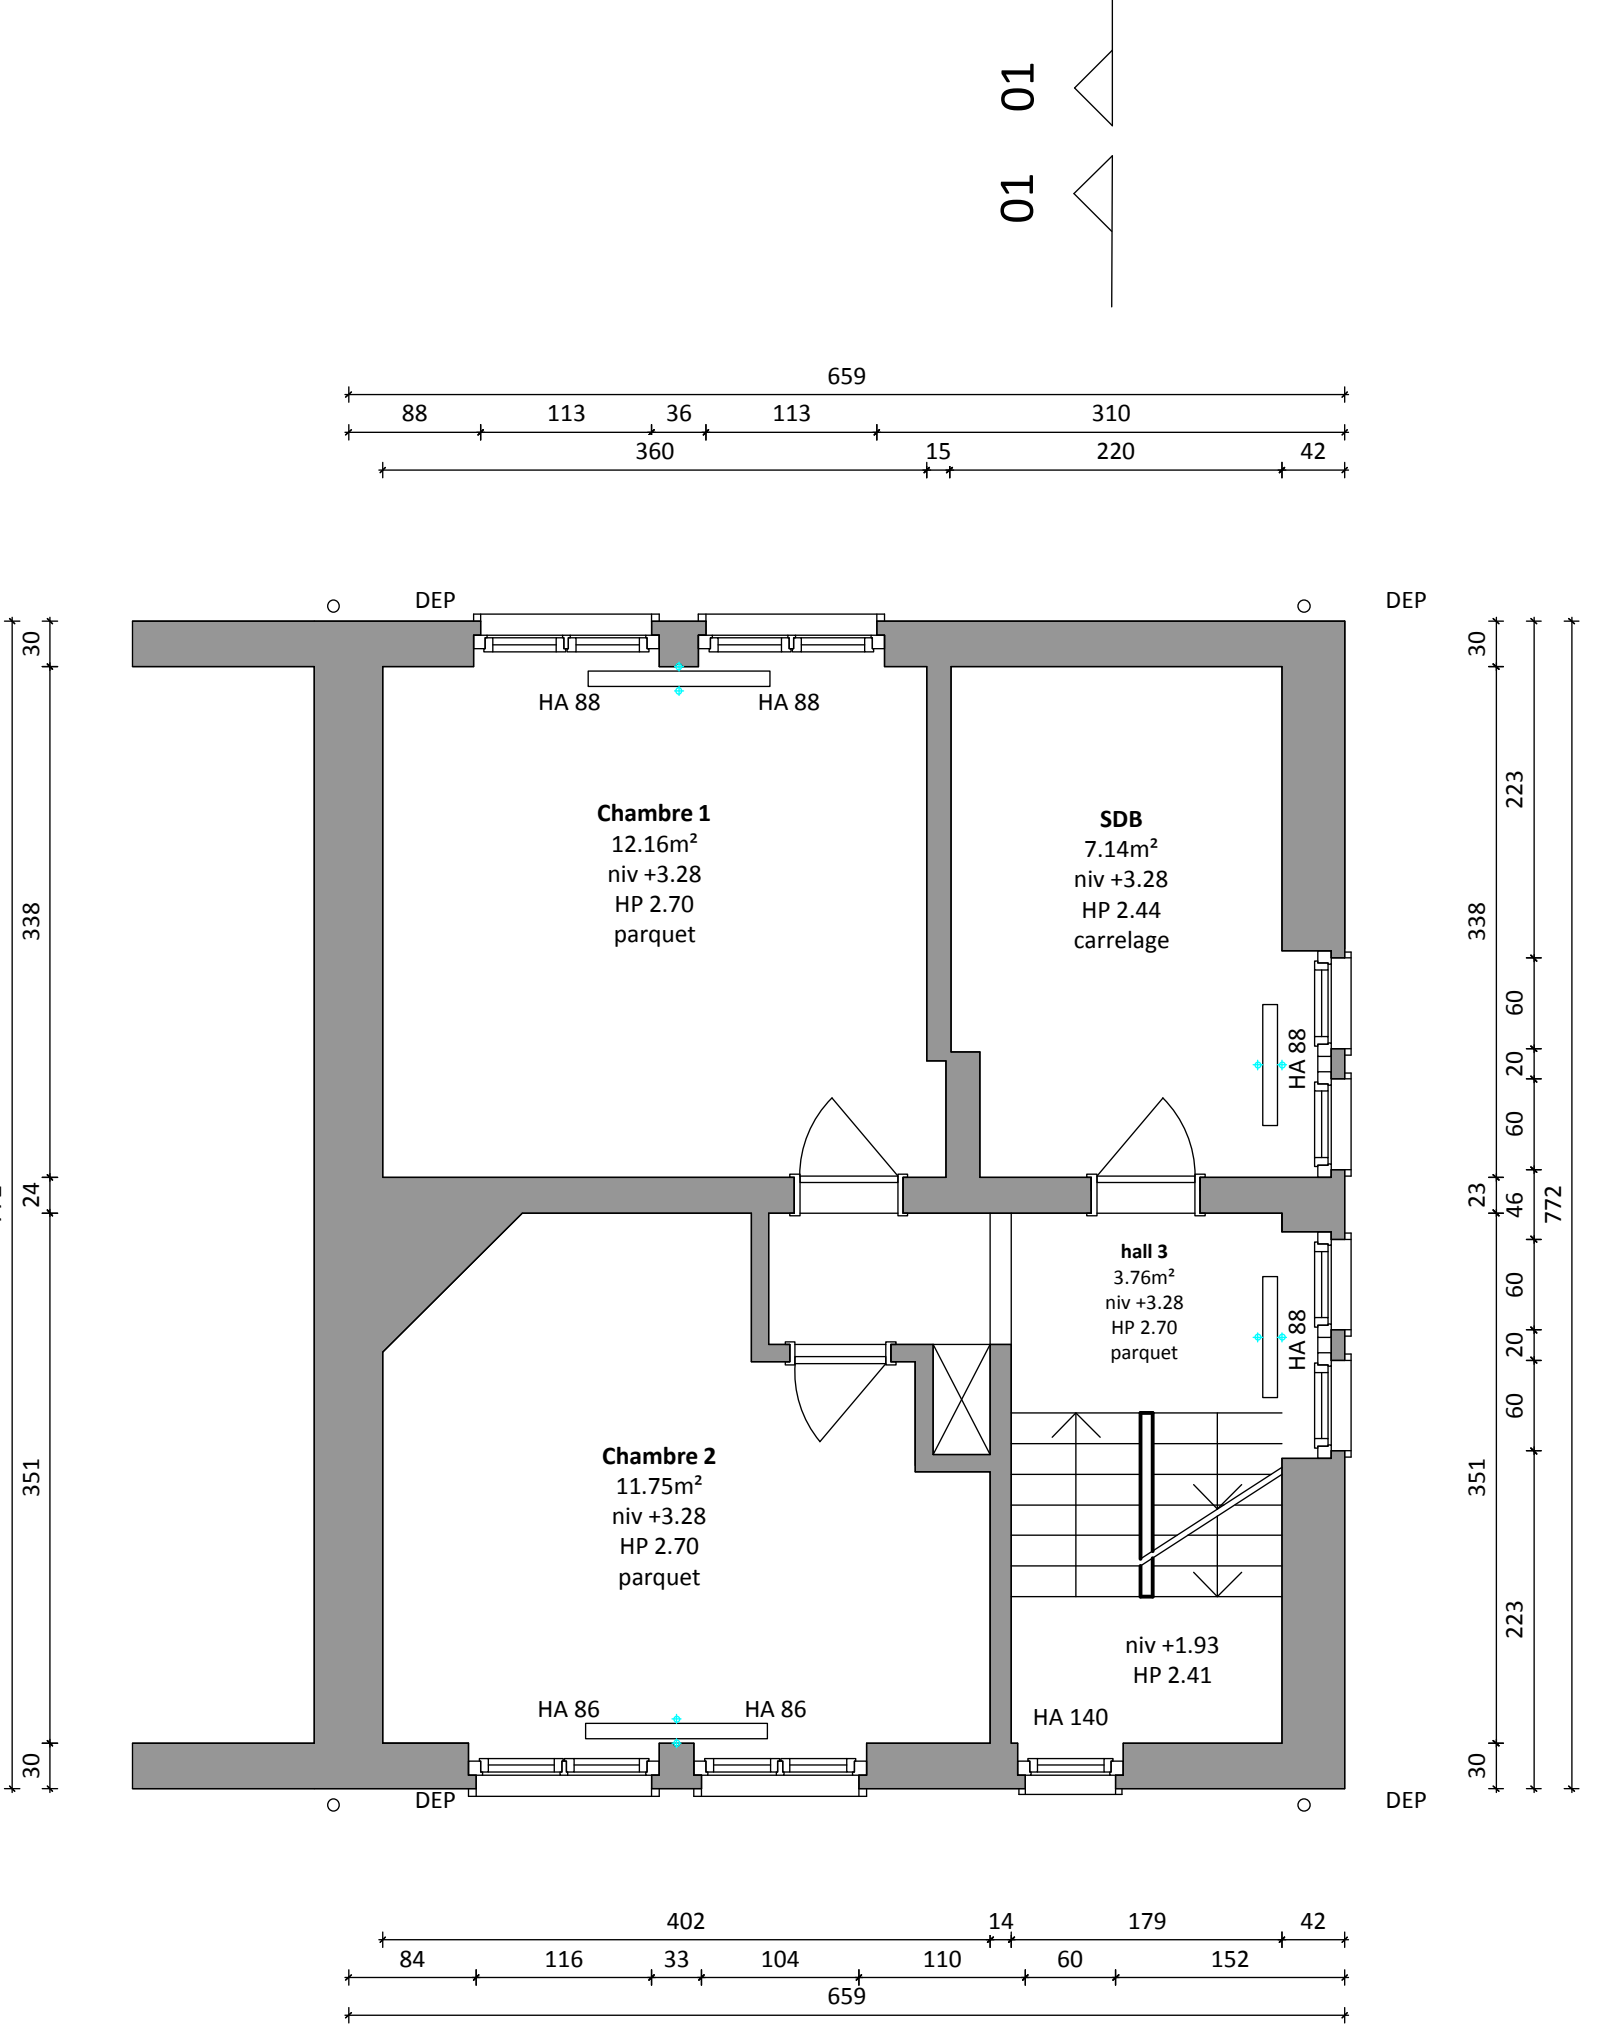 01
01
659
88 113 36 113 310
360 15 220 42
DEP
DEP
30
30
HA 88
HA 88
223
Chambre 1
12.16m²
niv +3.28
HP 2.70
parquet
SDB
7.14m²
niv +3.28
HP 2.44
carrelage
338
338
60
HA 88
20
60
24
23
46
772
hall 3
3.76m²
niv +3.28
HP 2.70
parquet
60
HA 88
20
60
Chambre 2
11.75m²
niv +3.28
HP 2.70
parquet
351
351
223
niv +1.93
HP 2.41
HA 86
HA 86
HA 140
30
30
DEP
DEP
402 14 179 42
84 116 33 104 110 60 152
659